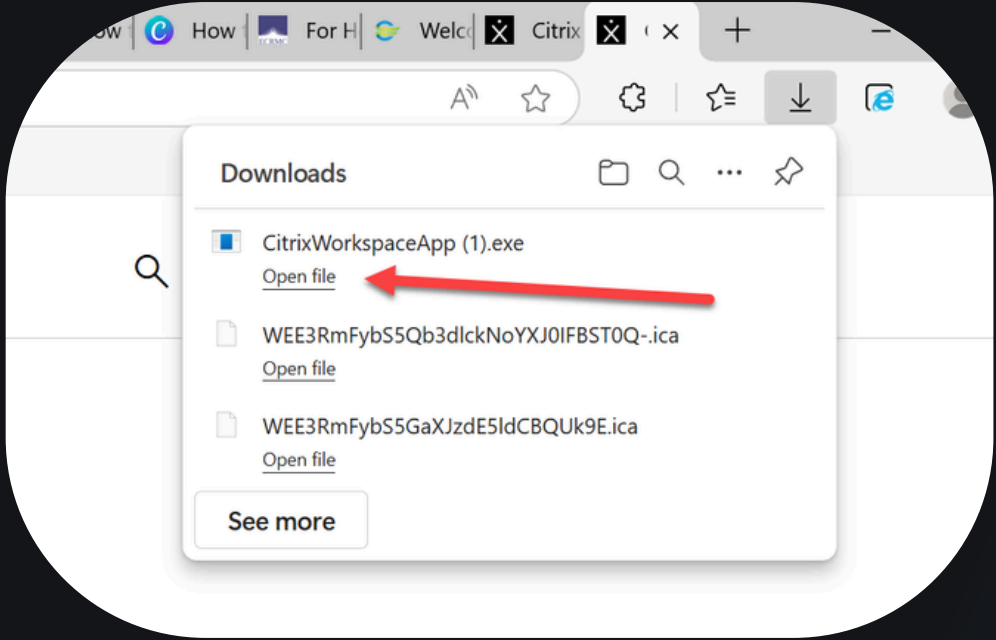 ow
How
For H
Welc
Citrix
Downloads
CitrixWorkspaceApp (1).exe
Open file
WEE3RmFybS5Qb3dlckNoYXJ0IFBST0Q-.ica
Open file
WEE3RmFybS5GaXJzdE5ldCBQUk9E.ica
Open file
See more